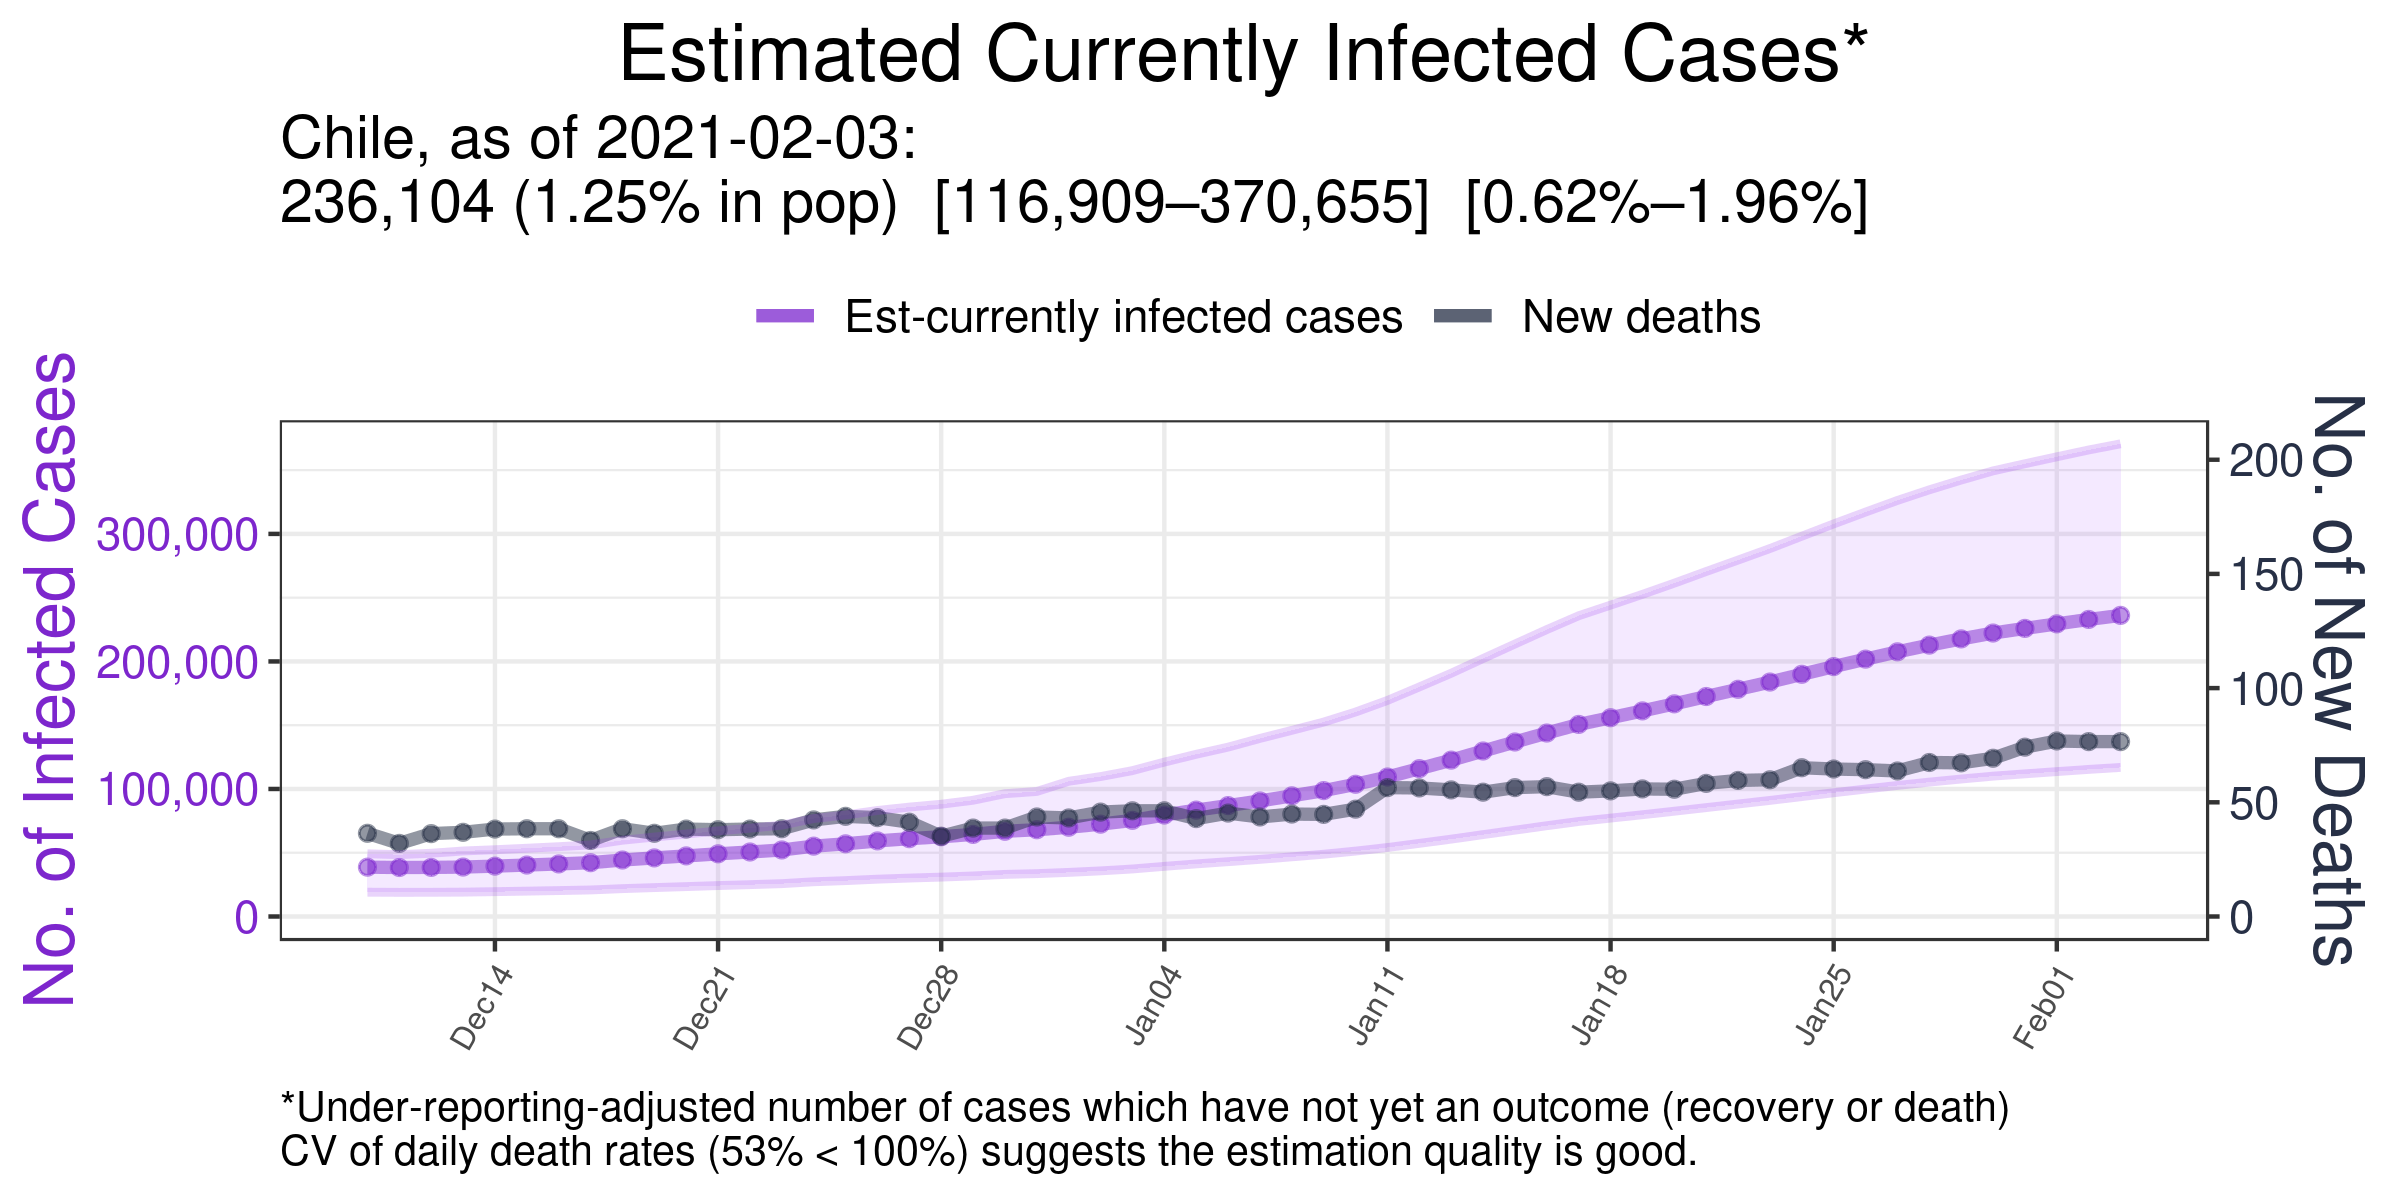 Estimated Currently Infected Cases*
Chile, as of 2021-02-03:
236,104 (1.25% in pop)  [116,909–370,655]  [0.62%–1.96%]
Est-currently infected cases
New deaths
No. of Infected Cases
300,000
200,000
100,000
0
200
150
100
50
0
No. of New Deaths
Dec14
Dec21
Dec28
Jan04
Jan11
Jan18
Jan25
Feb01
*Under-reporting-adjusted number of cases which have not yet an outcome (recovery or death)
CV of daily death rates (53% < 100%) suggests the estimation quality is good.